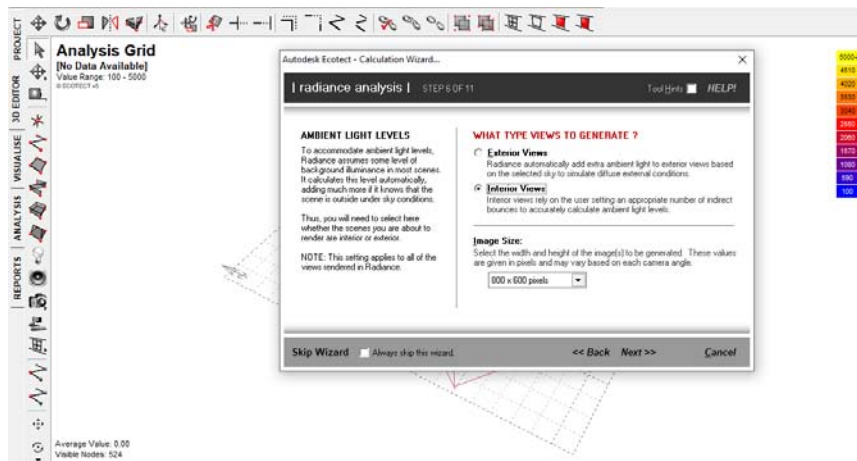 PROJECT
3D EDITOR
VISUALISE
ANALYSIS
REPORTS
Analysis Grid
[No Data Available]
Value Range: 100 - 5000
© ECOTECT v5
Autodesk Ecotect - Calculation Wizard...
| radiance analysis | STEP 6 OF 11
Tool Hints
HELP!
AMBIENT LIGHT LEVELS
To accommodate ambient light levels,
Radiance assumes some level of
background illuminance in most scenes.
It calculates this level automatically,
adding much more if it knows that the
scene is outside under sky conditions.
Thus, you will need to select here
whether the scenes you are about to
render are interior or exterior.
NOTE: This setting applies to all of the
views rendered in Radiance.
WHAT TYPE VIEWS TO GENERATE ?
Exterior Views
Radiance automatically add extra ambient light to exterior views based
on the selected sky to simulate diffuse external conditions.
Interior Views
Interior views rely on the user setting an appropriate number of indirect
bounces to accurately calculate ambient light levels.
Image Size:
Select the width and height of the image(s) to be generated. These values
are given in pixels and may vary based on each camera angle.
800 x 600 pixels
Skip Wizard
Always skip this wizard.
<< Back
Next >>
Cancel
5000+
4510
4020
3530
3040
2550
2060
1570
1080
590
100
Average Value: 0.00
Visible Nodes: 524